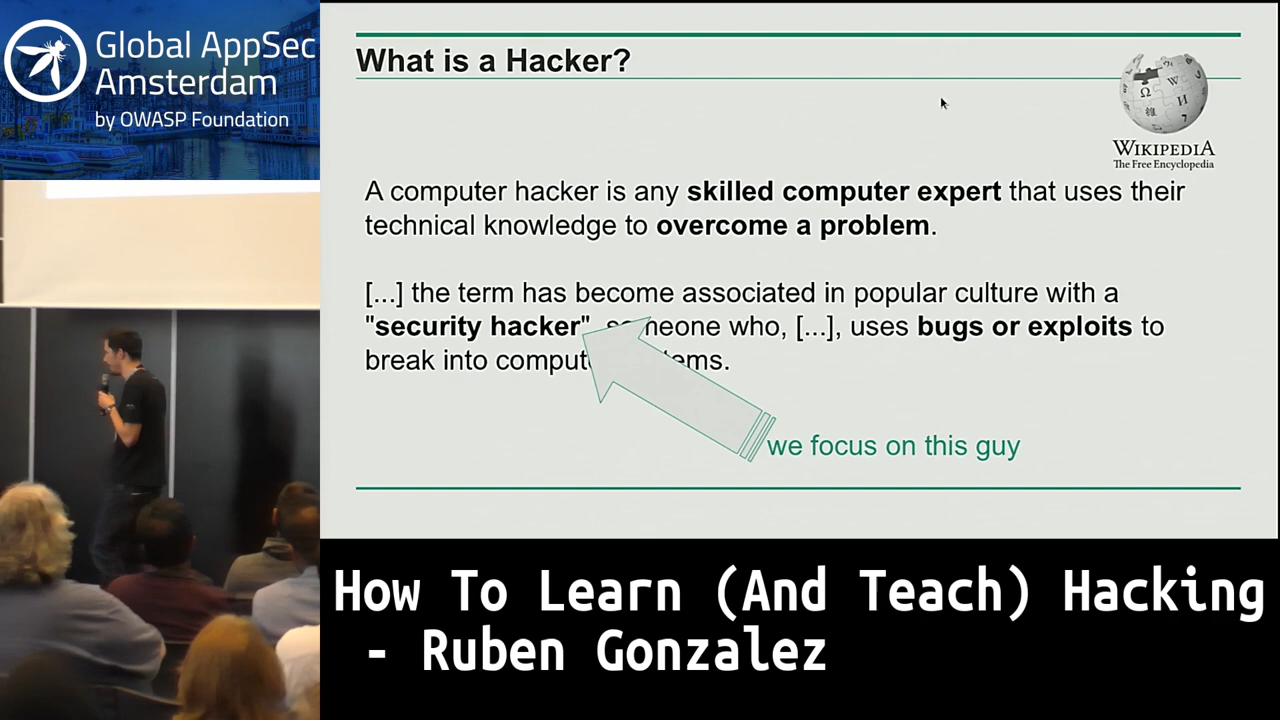 Global AppSec
Amsterdam
by OWASP Foundation
What is a Hacker?
WIKIPEDIA
The Free Encyclopedia
A computer hacker is any skilled computer expert that uses their
technical knowledge to overcome a problem.
[...] the term has become associated in popular culture with a
"security hacker", someone who, [...], uses bugs or exploits to
break into computer systems.
we focus on this guy
How To Learn (And Teach) Hacking
- Ruben Gonzalez